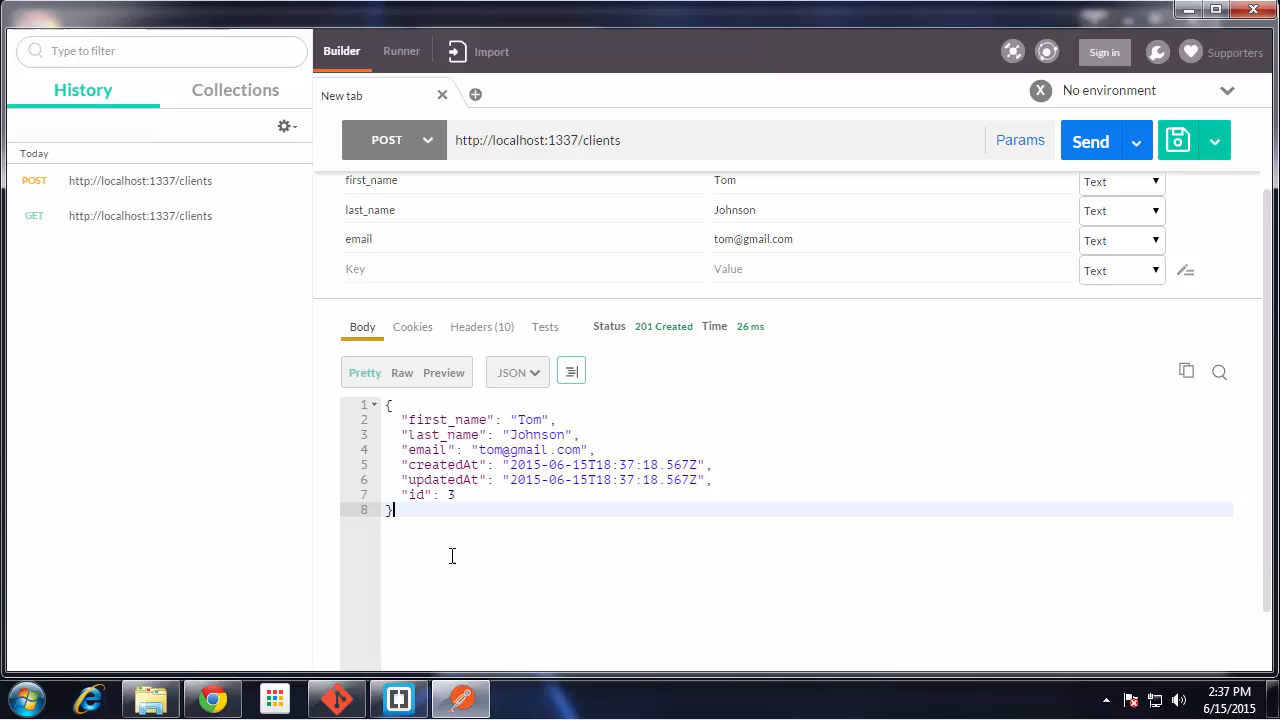 Type to filter
Builder Runner Import Sign in Supporters
History Collections
New tab No environment
POST http://localhost:1337/clients Params Send
Today
POST http://localhost:1337/clients
GET http://localhost:1337/clients
first_name Tom Text
last_name Johnson Text
email tom@gmail.com Text
Key Value Text
Body Cookies Headers (10) Tests Status 201 Created Time 26 ms
Pretty Raw Preview JSON
1 {
2 "first_name": "Tom",
3 "last_name": "Johnson",
4 "email": "tom@gmail.com",
5 "createdAt": "2015-06-15T18:37:18.567Z",
6 "updatedAt": "2015-06-15T18:37:18.567Z",
7 "id": 3
8 }
2:37 PM
6/15/2015